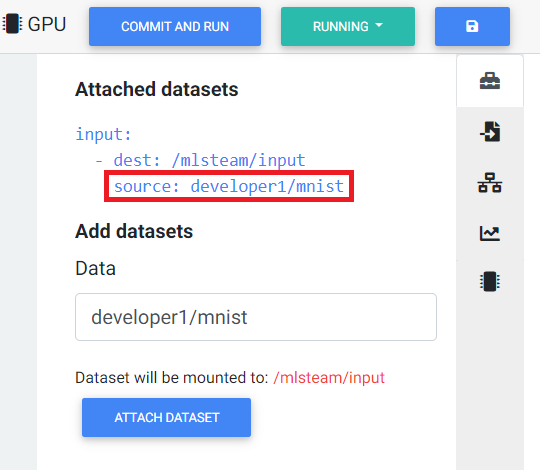 GPU COMMIT AND RUN RUNNING
Attached datasets
input:
- dest: /mlsteam/input
source: developer1/mnist
Add datasets
Data
developer1/mnist
Dataset will be mounted to: /mlsteam/input
ATTACH DATASET